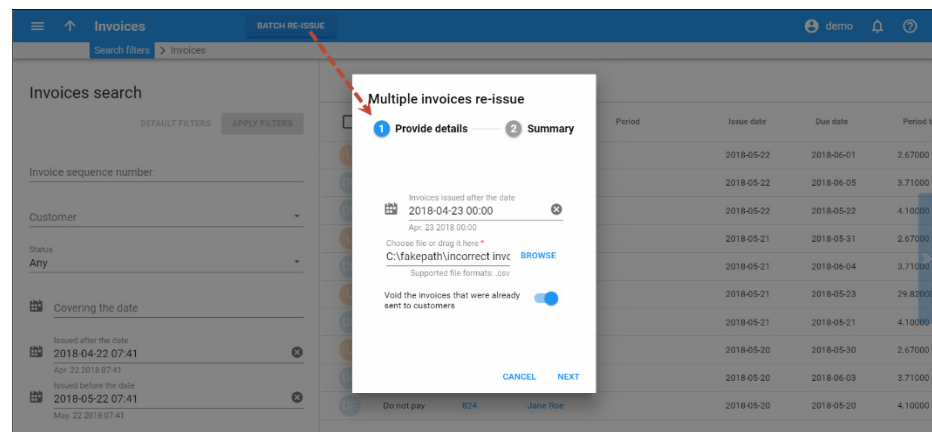 Invoices BATCH RE-ISSUE demo
Search filters > Invoices
Invoices search
DEFAULT FILTERS APPLY FILTERS
Invoice sequence number
Customer
Status
Any
Covering the date
Issued after the date
2018-04-22 07:41
Apr. 22 2018 07:41
Issued before the date
2018-05-22 07:41
May. 22 2018 07:41
Multiple invoices re-issue
1 Provide details 2 Summary
Invoices issued after the date
2018-04-23 00:00
Apr. 23 2018 00:00
Choose file or drag it here *
C:\fakepath\incorrect invc BROWSE
Supported file formats: .csv
Void the invoices that were already
sent to customers
CANCEL NEXT
Period Issue date Due date Period t
2018-05-22 2018-06-01 2.67000
2018-05-22 2018-06-05 3.71000
2018-05-22 2018-05-22 4.10000
2018-05-21 2018-05-31 2.67000
2018-05-21 2018-06-04 3.71000
2018-05-21 2018-05-23 29.82000
2018-05-21 2018-05-21 4.10000
2018-05-20 2018-05-30 2.67000
2018-05-20 2018-06-03 3.71000
Do not pay 824 Jane Roe 2018-05-20 2018-05-20 4.10000